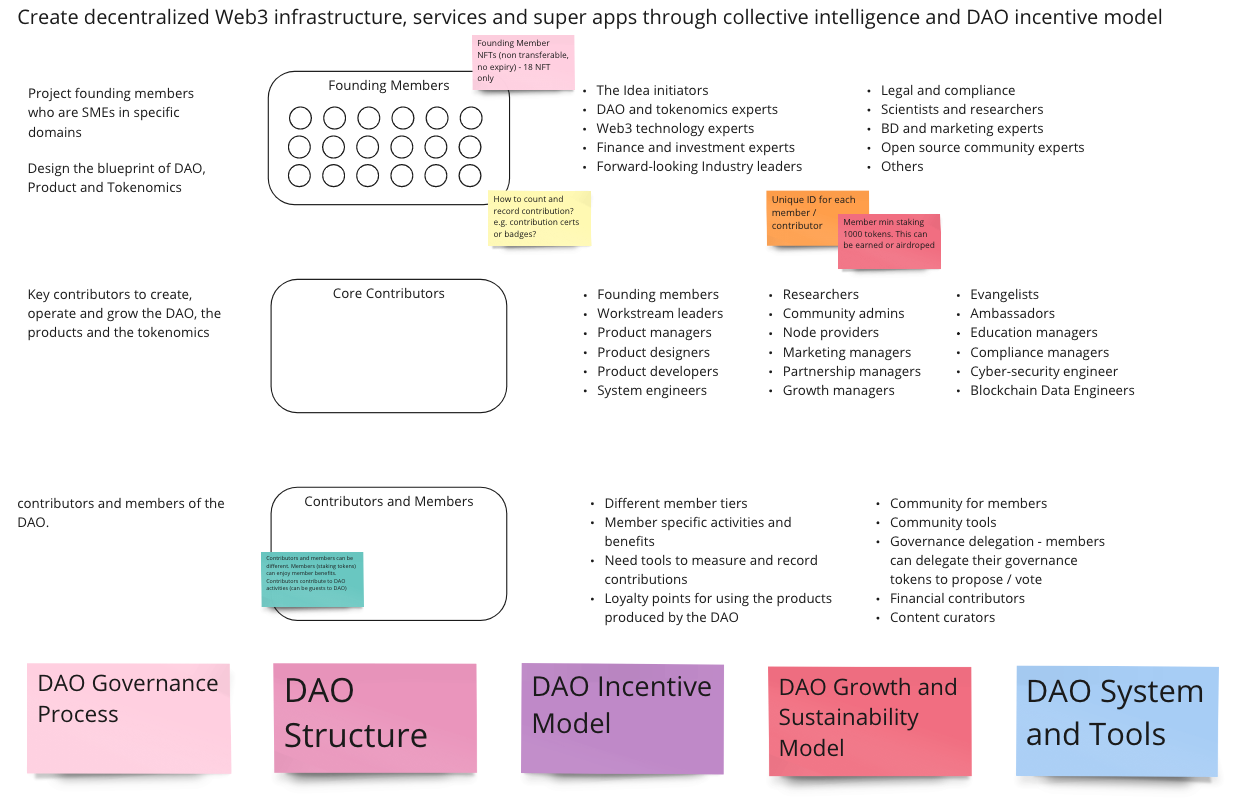 Create decentralized Web3 infrastructure, services and super apps through collective intelligence and DAO incentive model
Founding Member
NFTs (non transferable,
no expiry) - 18 NFT
only
Project founding members
who are SMEs in specific
domains
Design the blueprint of DAO,
Product and Tokenomics
Founding Members
• The Idea initiators
• DAO and tokenomics experts
• Web3 technology experts
• Finance and investment experts
• Forward-looking Industry leaders
• Legal and compliance
• Scientists and researchers
• BD and marketing experts
• Open source community experts
• Others
How to count and
record contribution?
e.g. contribution certs
or badges?
Unique ID for each
member /
contributor
Member min staking
1000 tokens. This can
be earned or airdroped
Key contributors to create,
operate and grow the DAO, the
products and the tokenomics
Core Contributors
• Founding members
• Workstream leaders
• Product managers
• Product designers
• Product developers
• System engineers
• Researchers
• Community admins
• Node providers
• Marketing managers
• Partnership managers
• Growth managers
• Evangelists
• Ambassadors
• Education managers
• Compliance managers
• Cyber-security engineer
• Blockchain Data Engineers
contributors and members of the
DAO.
Contributors and Members
Contributors and members can be
different. Members (staking tokens)
can enjoy member benefits.
Contributors contribute to DAO
activities (can be guests to DAO)
• Different member tiers
• Member specific activities and
benefits
• Need tools to measure and record
contributions
• Loyalty points for using the products
produced by the DAO
• Community for members
• Community tools
• Governance delegation - members
can delegate their governance
tokens to propose / vote
• Financial contributors
• Content curators
DAO Governance
Process
DAO
Structure
DAO Incentive
Model
DAO Growth and
Sustainability
Model
DAO System
and Tools